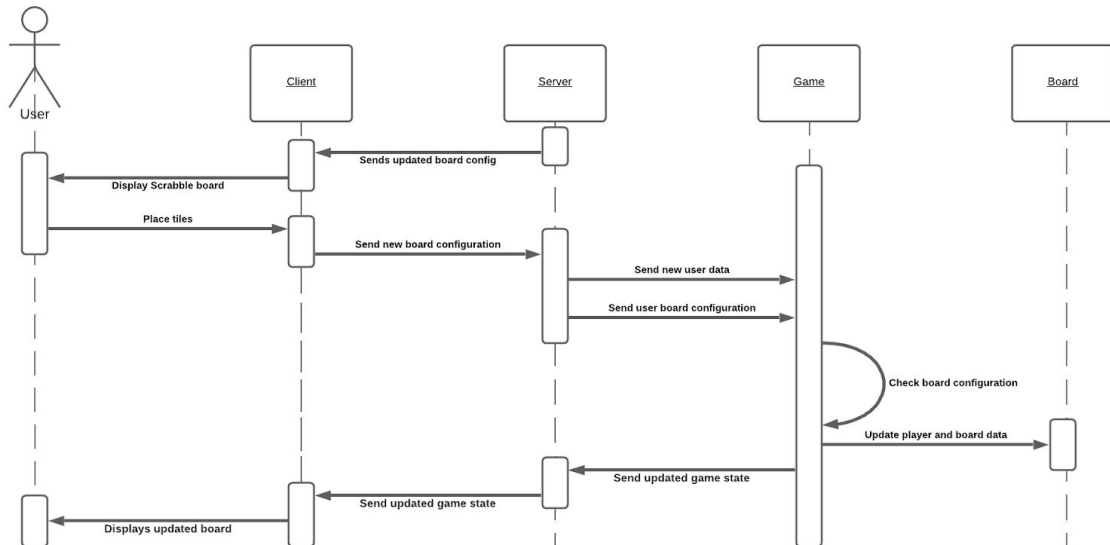 User
Client
Server
Game
Board
Sends updated board config
Display Scrabble board
Place tiles
Send new board configuration
Send new user data
Send user board configuration
Check board configuration
Update player and board data
Send updated game state
Send updated game state
Displays updated board